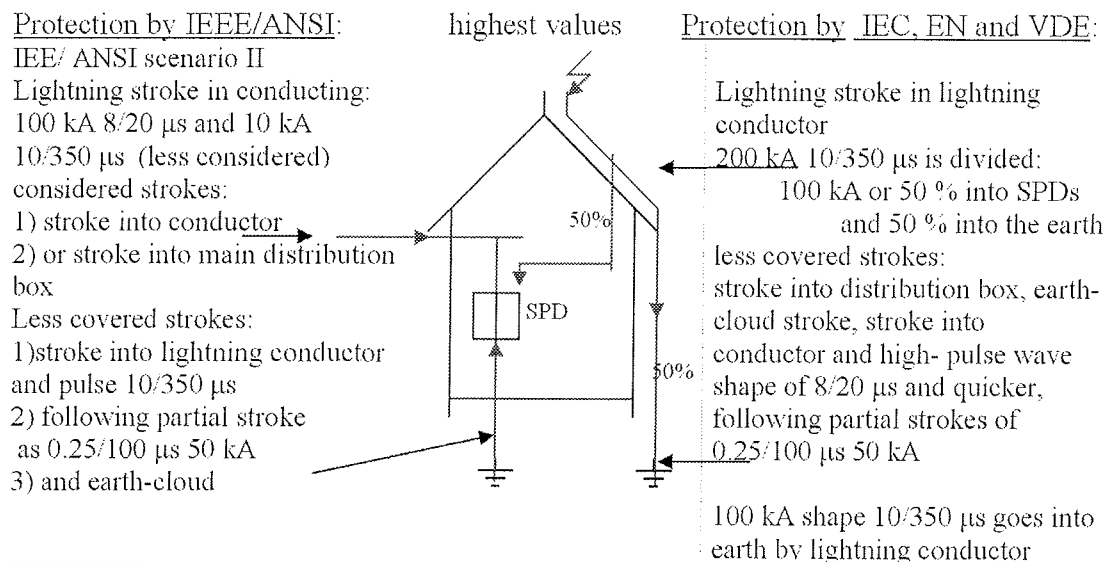 Protection by IEEE/ANSI:
IEE/ ANSI scenario II
Lightning stroke in conducting:
100 kA 8/20 µs and 10 kA
10/350 µs (less considered)
considered strokes:
1) stroke into conductor
2) or stroke into main distribution
box
Less covered strokes:
1)stroke into lightning conductor
and pulse 10/350 µs
2) following partial stroke
as 0.25/100 µs 50 kA
3) and earth-cloud
highest values
50%
SPD
50%
Protection by IEC, EN and VDE:
Lightning stroke in lightning
conductor
200 kA 10/350 µs is divided:
100 kA or 50 % into SPDs
and 50 % into the earth
less covered strokes:
stroke into distribution box, earth-
cloud stroke, stroke into
conductor and high- pulse wave
shape of 8/20 µs and quicker,
following partial strokes of
0.25/100 µs 50 kA
100 kA shape 10/350 µs goes into
earth by lightning conductor